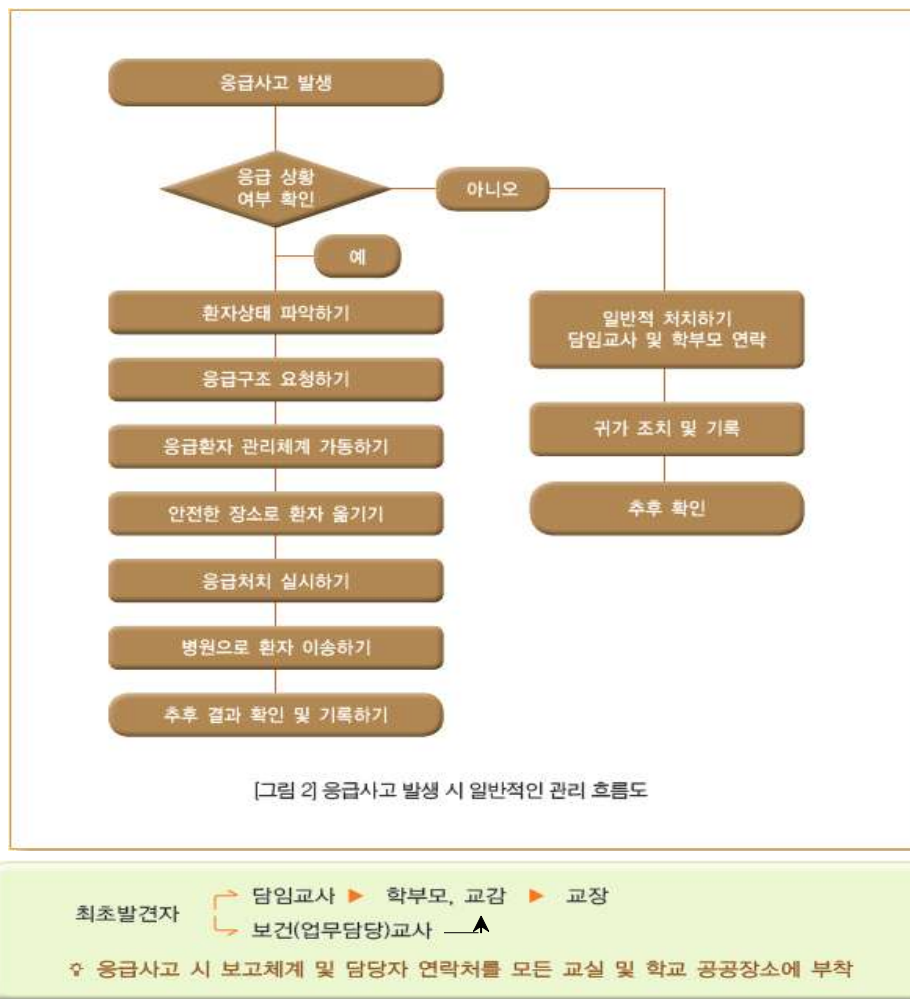 응급사고 발생
응급 상황
여부 확인
아니오
예
환자상태 파악하기
응급구조 요청하기
응급환자 관리체계 가동하기
안전한 장소로 환자 옮기기
응급처치 실시하기
병원으로 환자 이송하기
추후 결과 확인 및 기록하기
일반적 처치하기
담임교사 및 학부모 연락
귀가 조치 및 기록
추후 확인
[그림 2] 응급사고 발생 시 일반적인 관리 흐름도
최초발견자
담임교사 ▶ 학부모, 교감 ▶ 교장
보건(업무담당)교사
응급사고 시 보고체계 및 담당자 연락처를 모든 교실 및 학교 공공장소에 부착